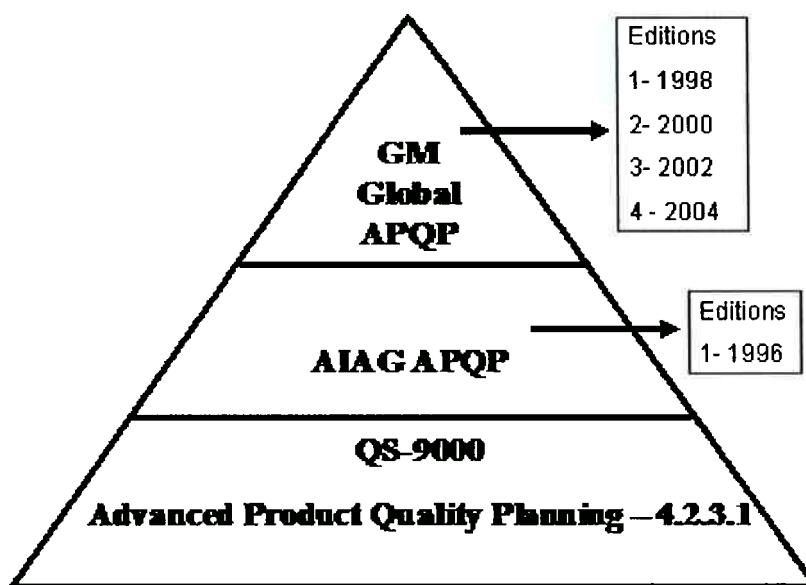 GM
Global
APQP
Editions
1- 1998
2- 2000
3- 2002
4 - 2004
AIAG APQP
Editions
1- 1996
QS-9000
Advanced Product Quality Planning – 4.2.3.1